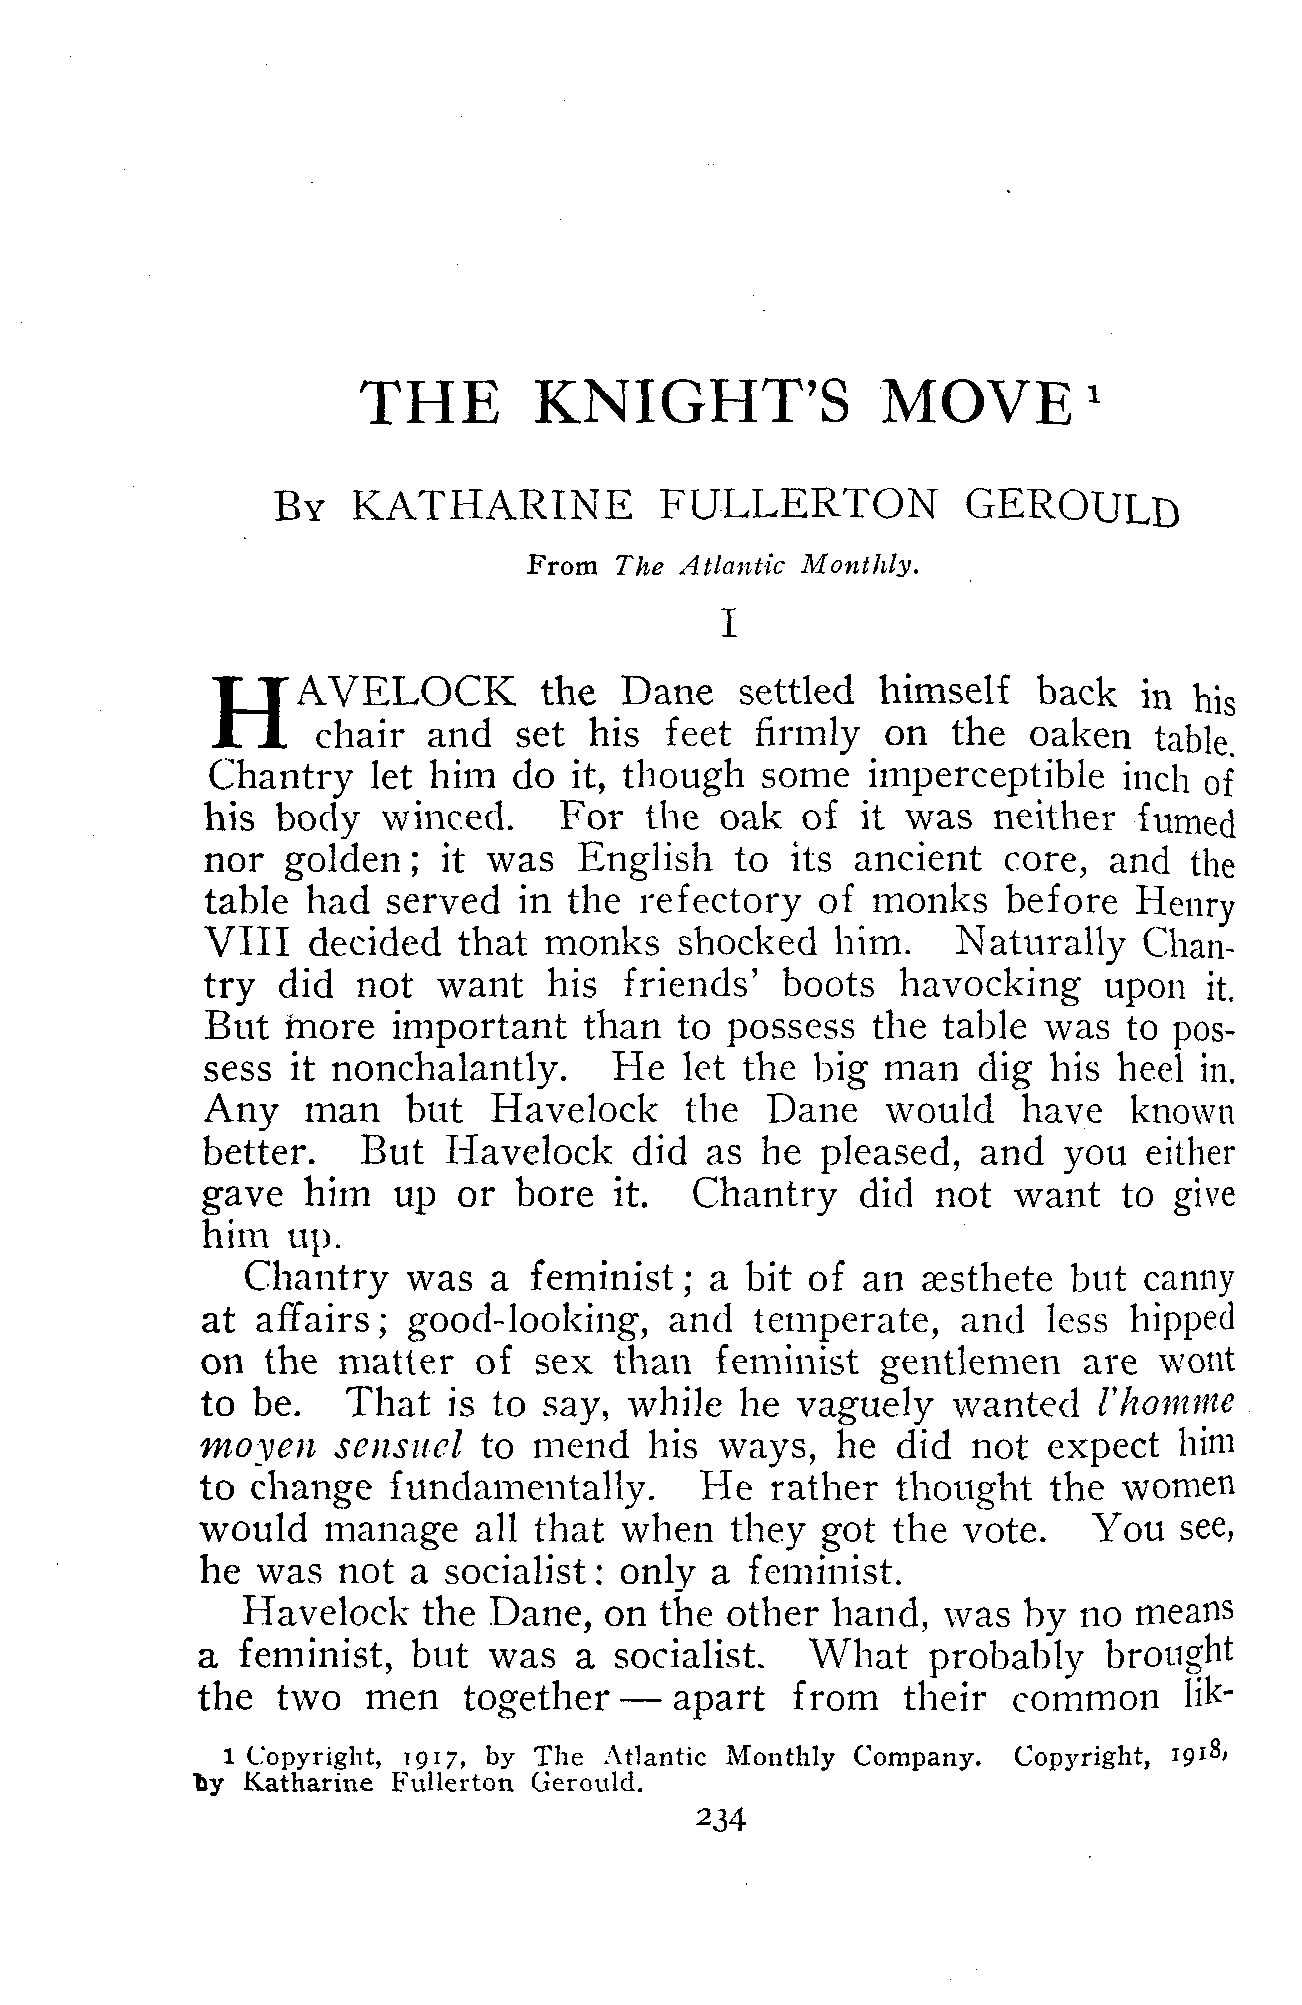 THE KNIGHT'S MOVE 1
By KATHARINE FULLERTON GEROULD
From The Atlantic Monthly.
I
HAVELOCK the Dane settled himself back in his
chair and set his feet firmly on the oaken table.
Chantry let him do it, though some imperceptible inch of
his body winced. For the oak of it was neither fumed
nor golden; it was English to its ancient core, and the
table had served in the refectory of monks before Henry
VIII decided that monks shocked him. Naturally Chan-
try did not want his friends' boots havocking upon it.
But more important than to possess the table was to pos-
sess it nonchalantly. He let the big man dig his heel in.
Any man but Havelock the Dane would have known
better. But Havelock did as he pleased, and you either
gave him up or bore it. Chantry did not want to give
him up.
Chantry was a feminist; a bit of an æsthete but canny
at affairs; good-looking, and temperate, and less hipped
on the matter of sex than feminist gentlemen are wont
to be. That is to say, while he vaguely wanted l'homme
moyen sensuel to mend his ways, he did not expect him
to change fundamentally. He rather thought the women
would manage all that when they got the vote. You see,
he was not a socialist: only a feminist.
Havelock the Dane, on the other hand, was by no means
a feminist, but was a socialist. What probably brought
the two men together — apart from their common lik-
1 Copyright, 1917, by The Atlantic Monthly Company. Copyright, 1918,
by Katharine Fullerton Gerould.
234